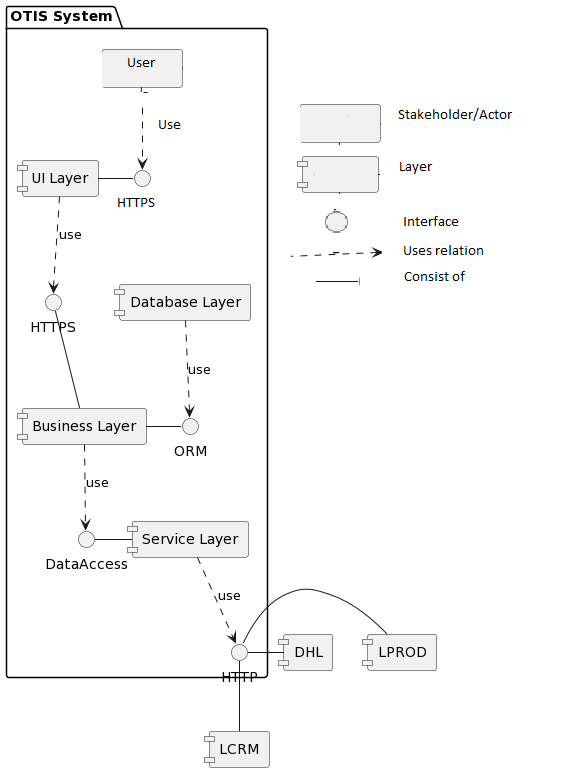 OTIS System
User
Use
UI Layer
HTTPS
use
HTTPS
Database Layer
use
Business Layer
ORM
use
DataAccess
Service Layer
use
HTTP
DHL
LPROD
LCRM
Stakeholder/Actor
Layer
Interface
Uses relation
Consist of